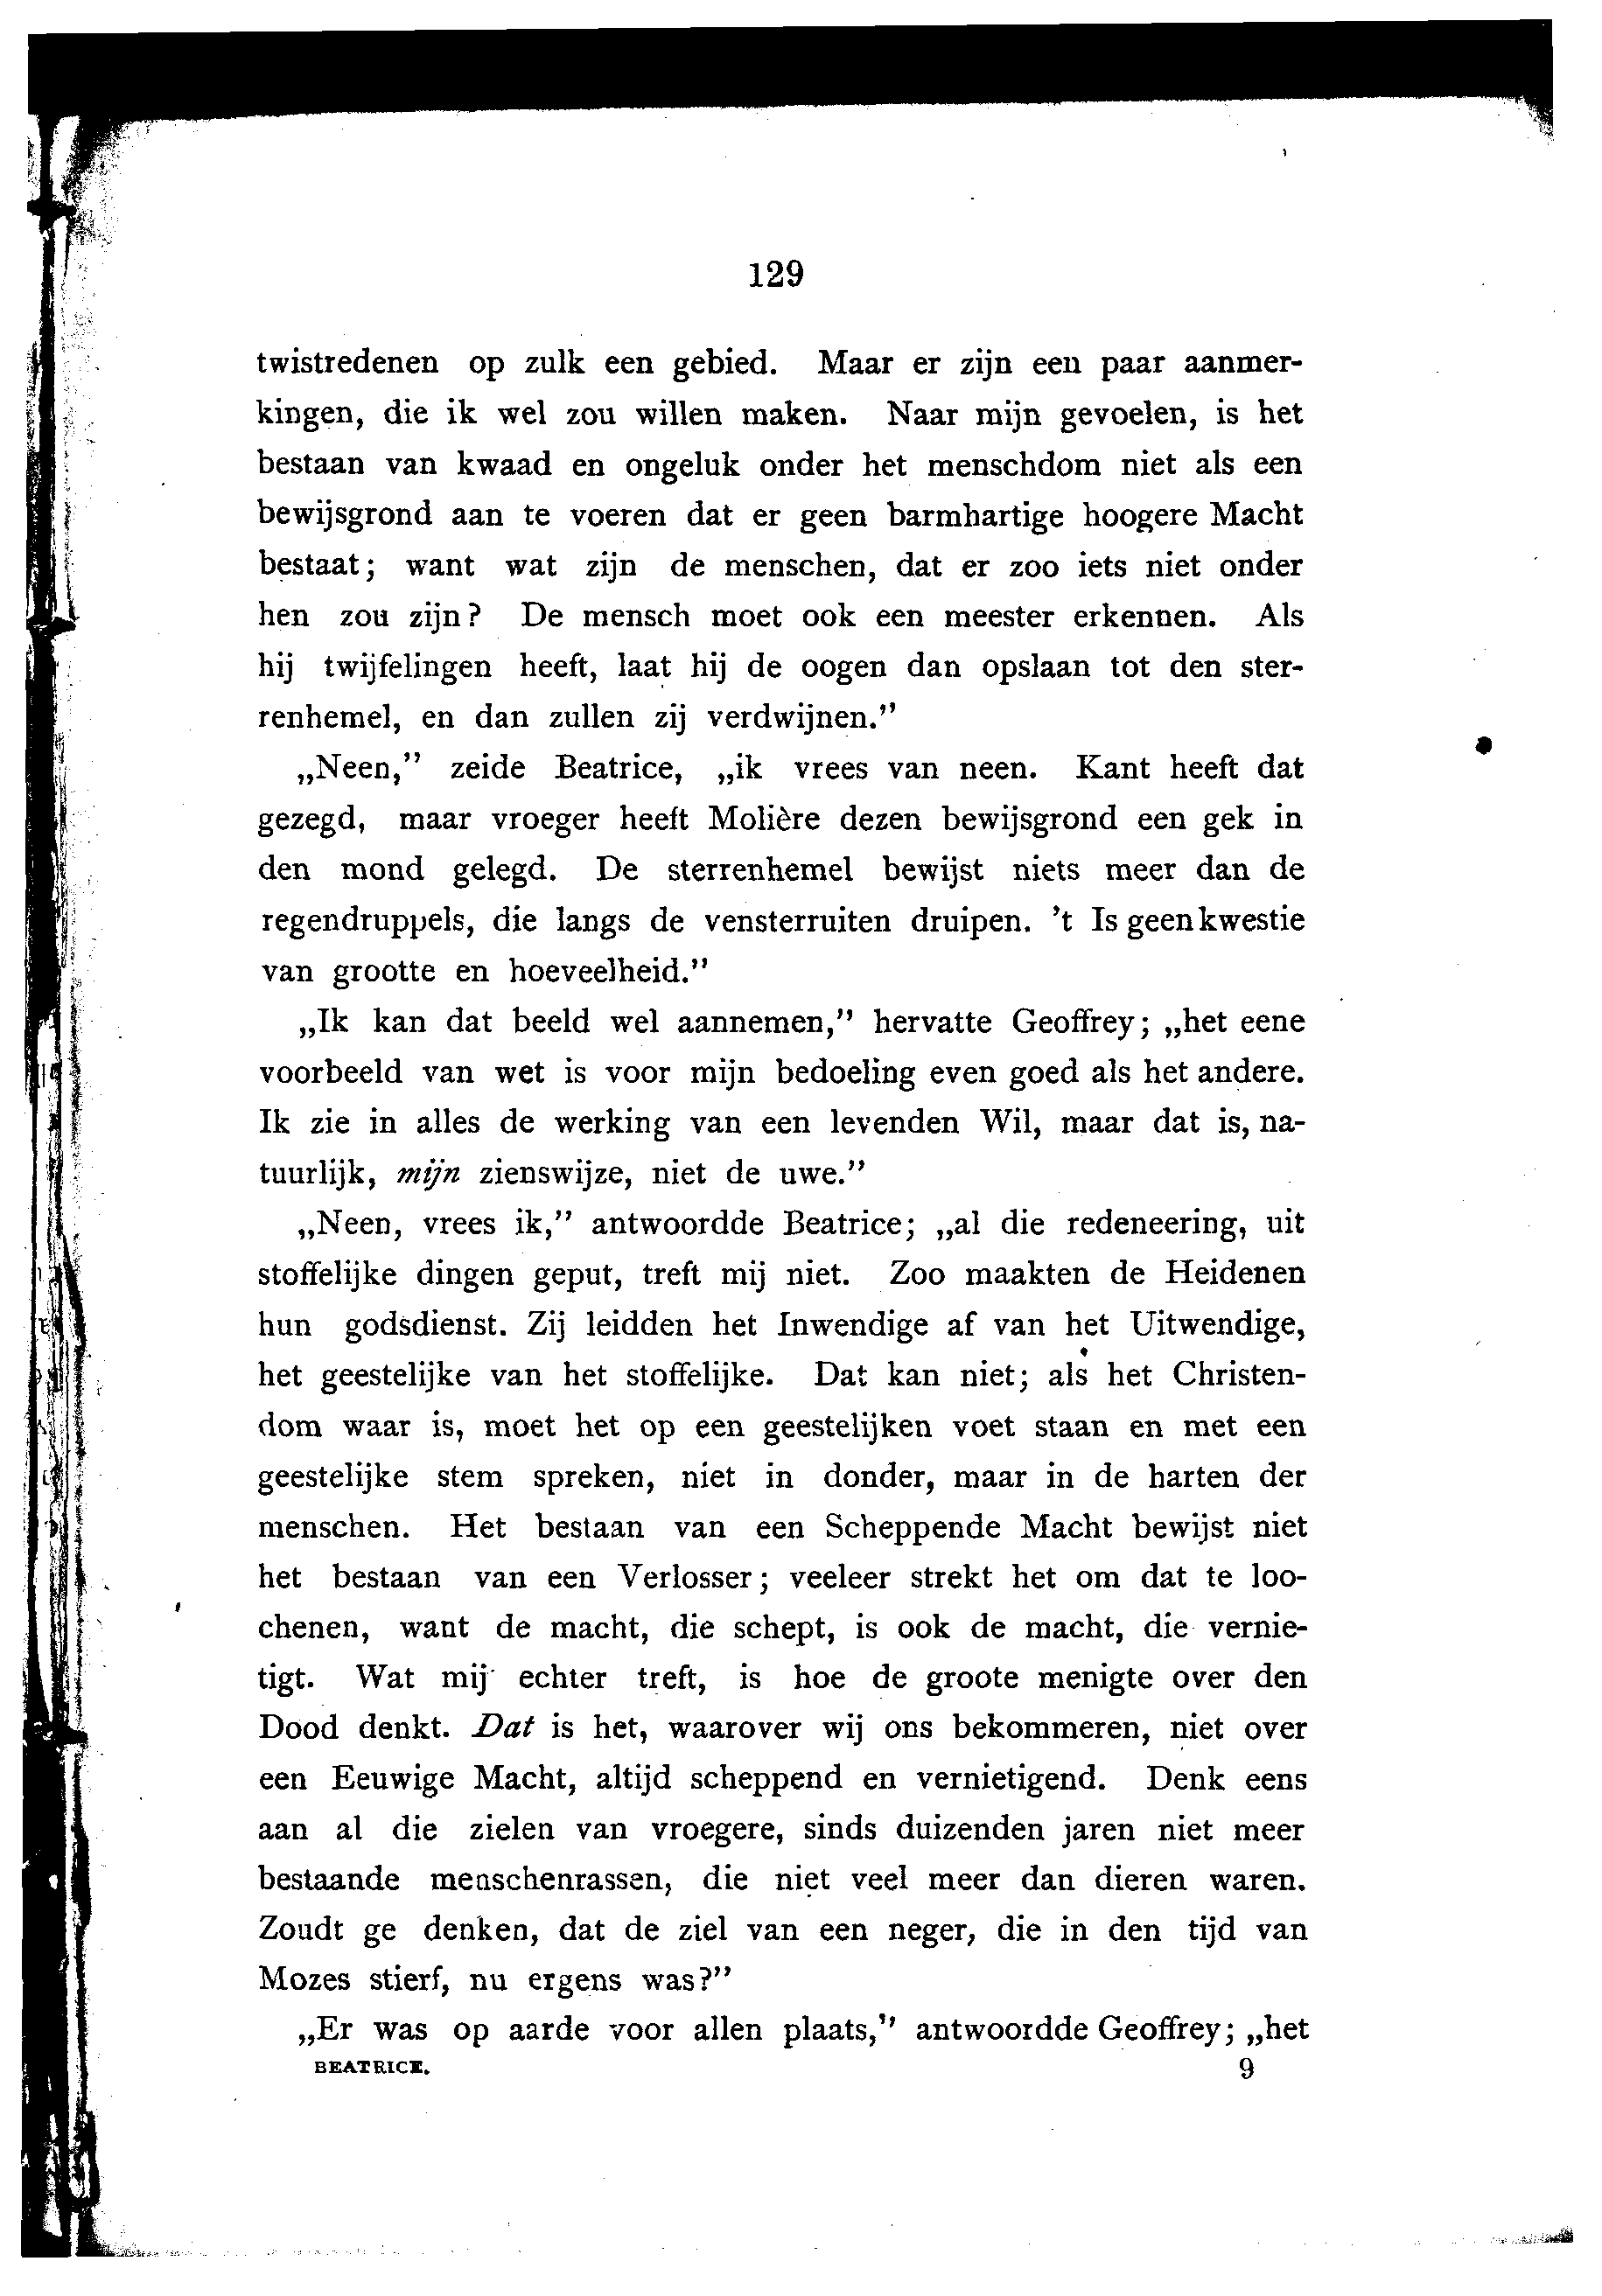 129
twistredenen op zulk een gebied. Maar er zijn een paar aanmer-
kingen, die ik wel zou willen maken. Naar mijn gevoelen, is het
bestaan van kwaad en ongeluk onder het menschdom niet als een
bewijsgrond aan te voeren dat er geen barmhartige hoogere Macht
bestaat; want wat zijn de menschen, dat er zoo iets niet onder
hen zou zijn? De mensch moet ook een meester erkennen. Als
hij twijfelingen heeft, laat hij de oogen dan opslaan tot den ster-
renhemel, en dan zullen zij verdwijnen.”
„Neen,” zeide Beatrice, „ik vrees van neen. Kant heeft dat
gezegd, maar vroeger heeft Molière dezen bewijsgrond een gek in
den mond gelegd. De sterrenhemel bewijst niets meer dan de
regendruppels, die langs de vensterruiten druipen. ’t Is geen kwestie
van grootte en hoeveelheid.”
„Ik kan dat beeld wel aannemen,” hervatte Geoffrey; „het eene
voorbeeld van wet is voor mijn bedoeling even goed als het andere.
Ik zie in alles de werking van een levenden Wil, maar dat is, na-
tuurlijk, mijn zienswijze, niet de uwe.”
„Neen, vrees ik,” antwoordde Beatrice; „al die redeneering, uit
stoffelijke dingen geput, treft mij niet. Zoo maakten de Heidenen
hun godsdienst. Zij leidden het Inwendige af van het Uitwendige,
het geestelijke van het stoffelijke. Dat kan niet; als het Christen-
dom waar is, moet het op een geestelijken voet staan en met een
geestelijke stem spreken, niet in donder, maar in de harten der
menschen. Het bestaan van een Scheppende Macht bewijst niet
het bestaan van een Verlosser; veeleer strekt het om dat te loo-
chenen, want de macht, die schept, is ook de macht, die vernie-
tigt. Wat mij echter treft, is hoe de groote menigte over den
Dood denkt. Dat is het, waarover wij ons bekommeren, niet over
een Eeuwige Macht, altijd scheppend en vernietigend. Denk eens
aan al die zielen van vroegere, sinds duizenden jaren niet meer
bestaande menschenrassen, die niet veel meer dan dieren waren.
Zoudt ge denken, dat de ziel van een neger, die in den tijd van
Mozes stierf, nu ergens was?”
„Er was op aarde voor allen plaats,” antwoordde Geoffrey; „het
BEATRICE. 9